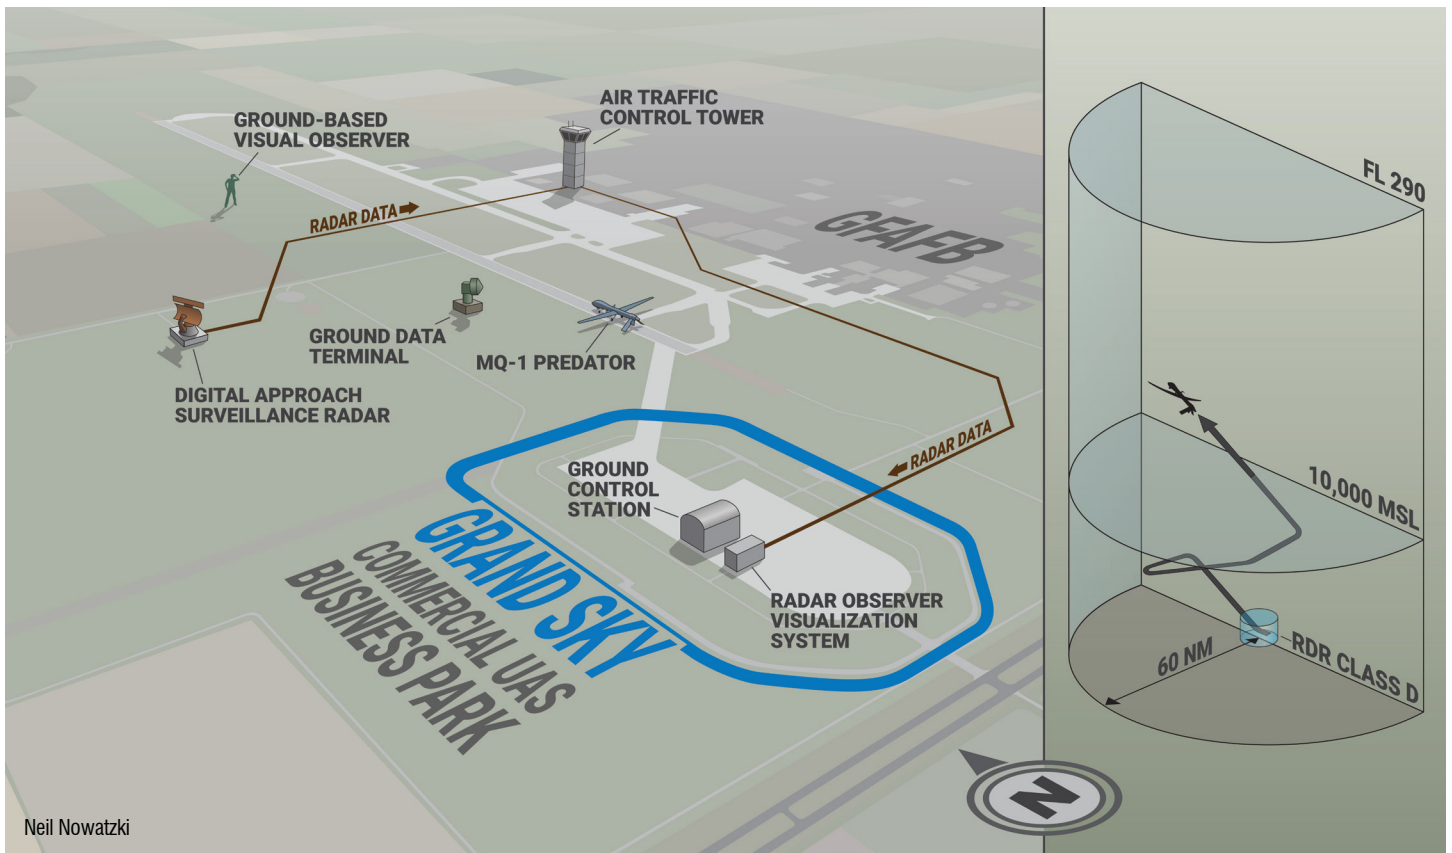 GROUND-BASED
VISUAL OBSERVER
AIR TRAFFIC
CONTROL TOWER
RADAR DATA
GFAFB
GROUND DATA
TERMINAL
MQ-1 PREDATOR
DIGITAL APPROACH
SURVEILLANCE RADAR
RADAR DATA
GROUND
CONTROL
STATION
GRAND SKY
COMMERCIAL UAS
BUSINESS PARK
RADAR OBSERVER
VISUALIZATION
SYSTEM
N
Neil Nowatzki
FL 290
10,000 MSL
60 NM
RDR CLASS D